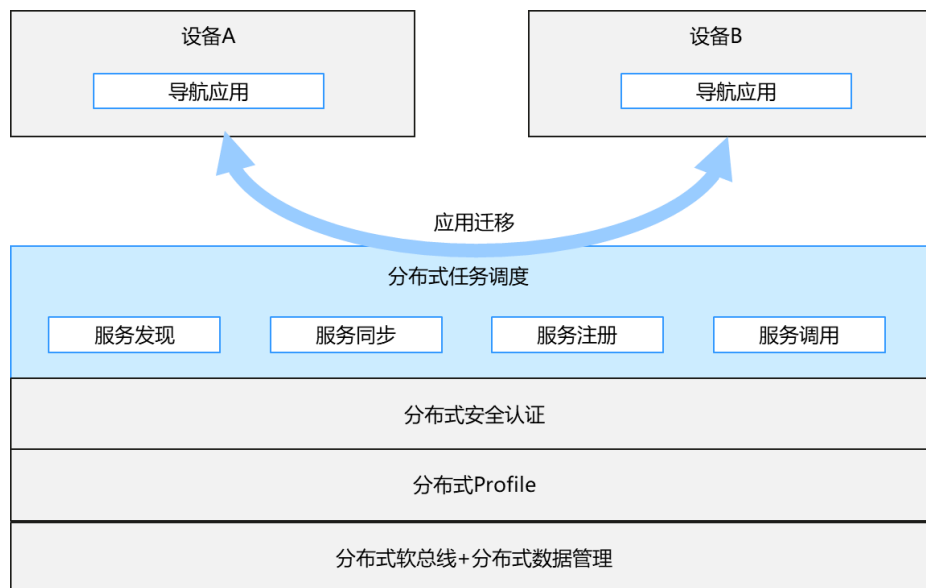 设备A
设备B
导航应用
导航应用
应用迁移
分布式任务调度
服务发现
服务同步
服务注册
服务调用
分布式安全认证
分布式Profile
分布式软总线+分布式数据管理